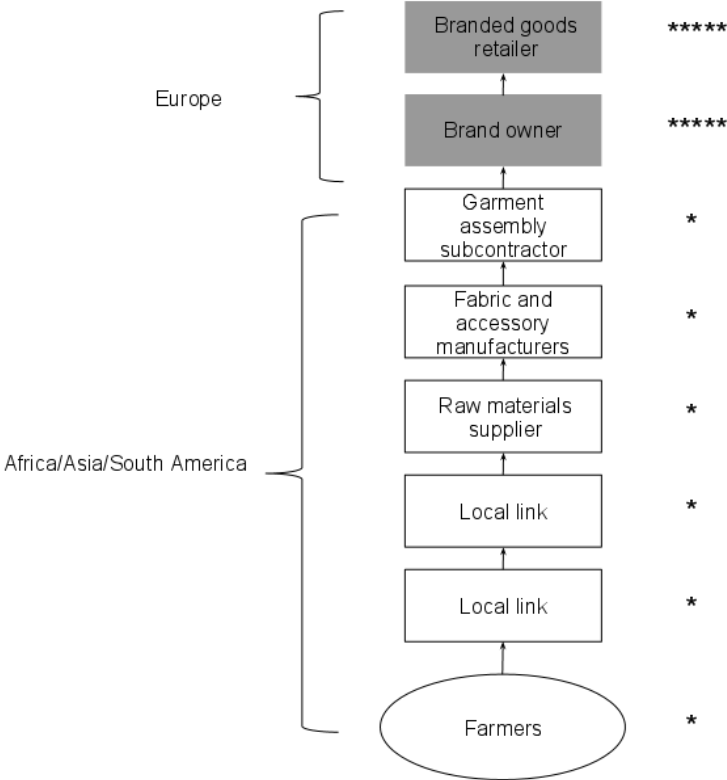 Branded goods
retailer
*****
Europe
Brand owner
*****
Garment
assembly
subcontractor
*
Fabric and
accessory
manufacturers
*
Raw materials
supplier
*
Africa/Asia/South America
Local link
*
Local link
*
Farmers
*